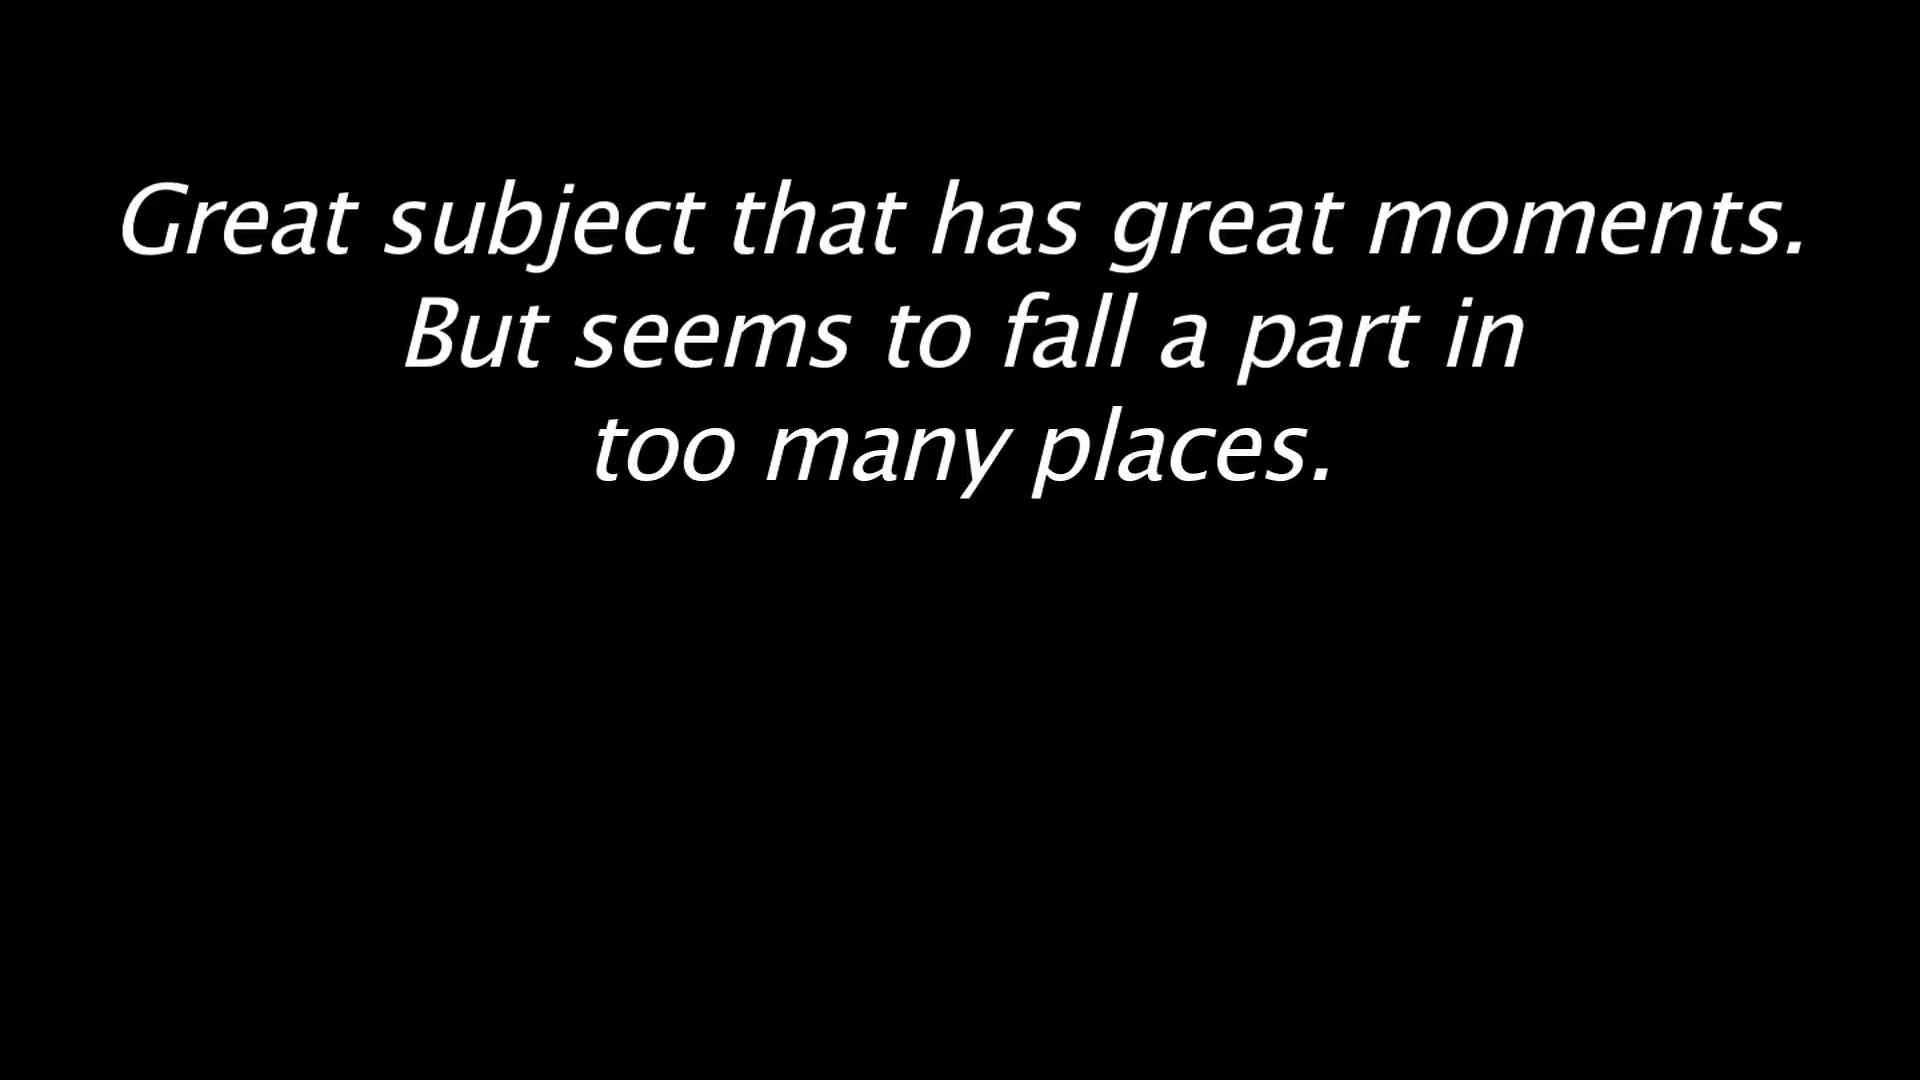 Great subject that has great moments.
But seems to fall a part in
too many places.